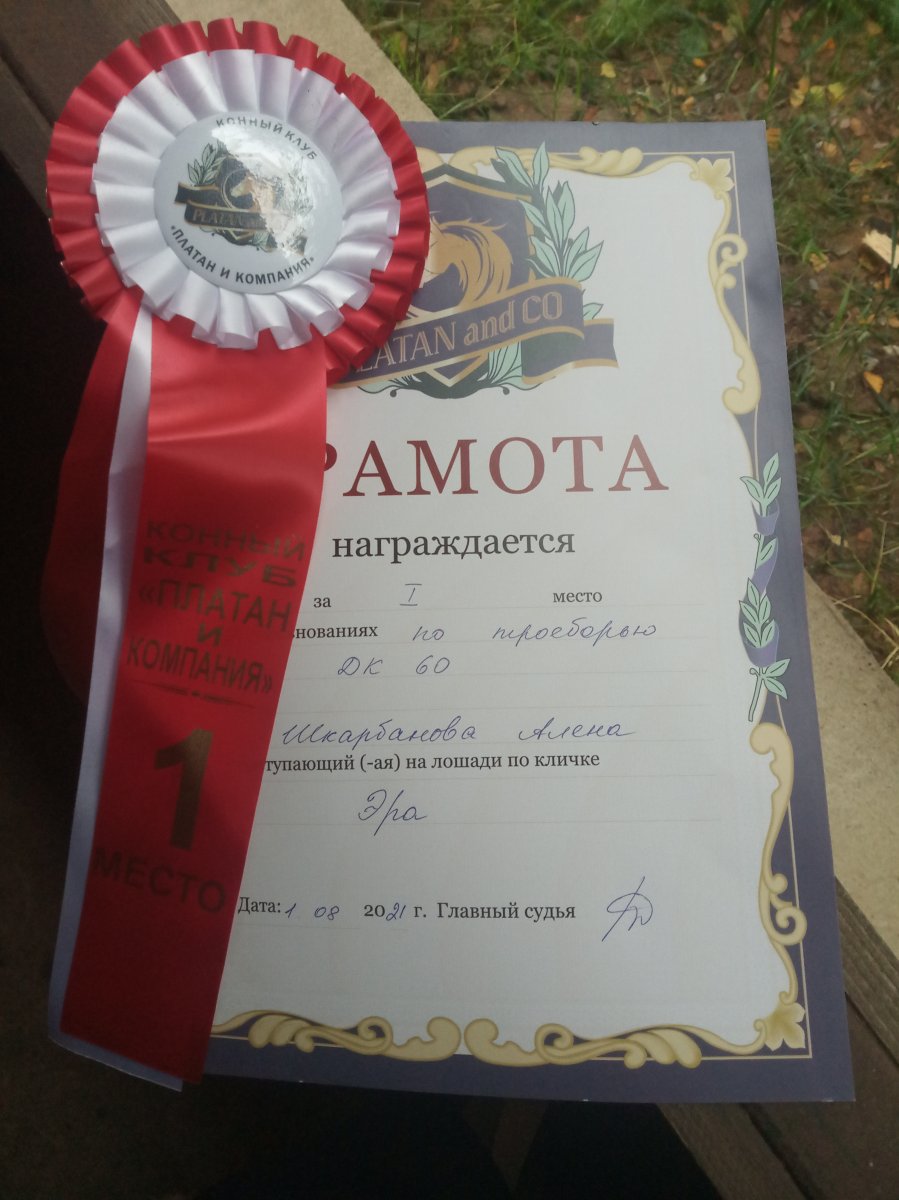 КОННЫЙ КЛУБ
PLATAN
«ПЛАТАН И КОМПАНИЯ»
КОННЫЙ
КЛУБ
«ПЛАТАН
И
КОМПАНИЯ»
1
МЕСТО
LATAN and CO
РАМОТА
награждается
за I место
нованиях по троеборью
ДК 60
Шкарбанова Алена
тупающий (-ая) на лошади по кличке
Эра
Дата: 1 08 2021 г. Главный судья